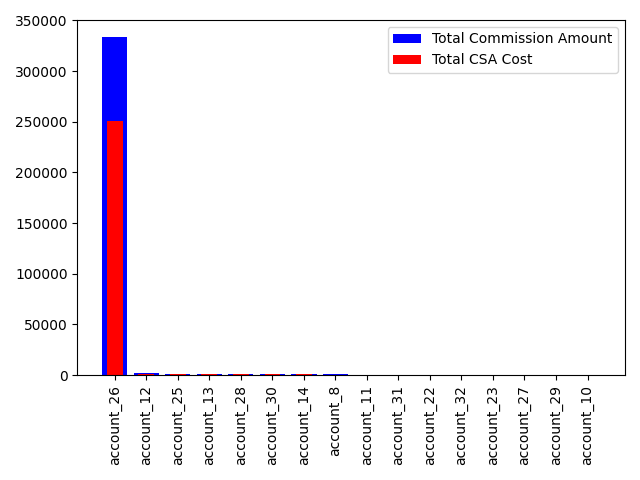 350000
300000
250000
200000
150000
100000
50000
0
Total Commission Amount
Total CSA Cost
account_26
account_12
account_25
account_13
account_28
account_30
account_14
account_8
account_11
account_31
account_22
account_32
account_23
account_27
account_29
account_10